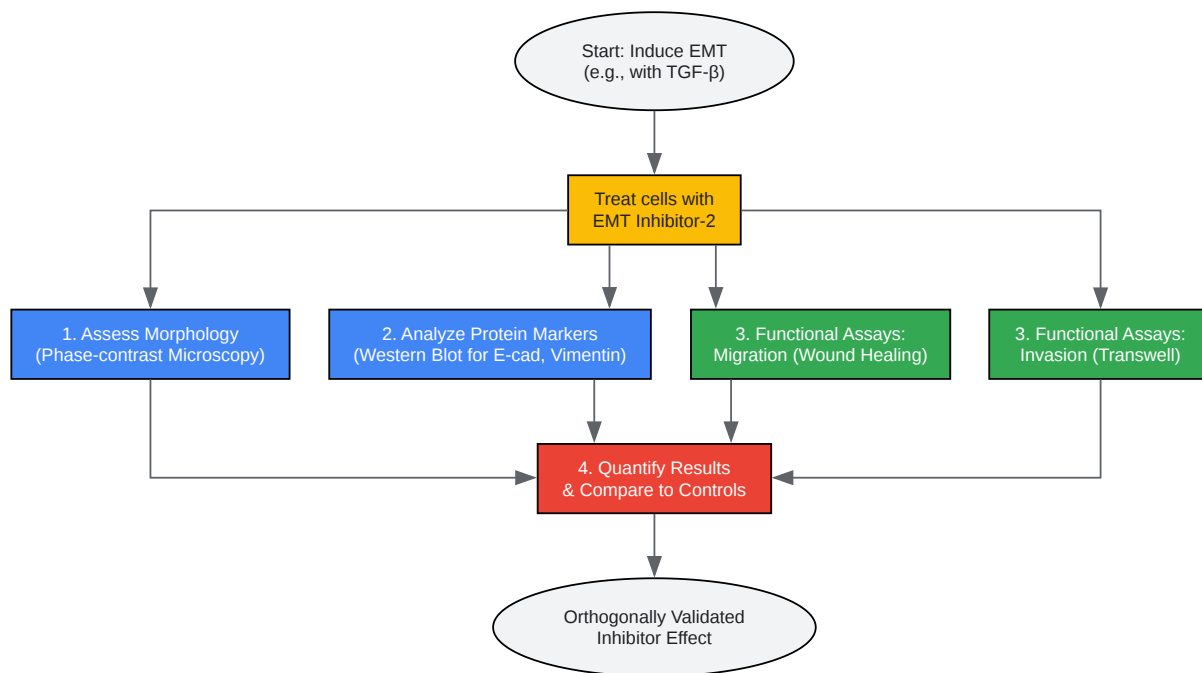 Start: Induce EMT
(e.g., with TGF-β)
Treat cells with
EMT Inhibitor-2
1. Assess Morphology
(Phase-contrast Microscopy)
2. Analyze Protein Markers
(Western Blot for E-cad, Vimentin)
3. Functional Assays:
Migration (Wound Healing)
3. Functional Assays:
Invasion (Transwell)
4. Quantify Results
& Compare to Controls
Orthogonally Validated
Inhibitor Effect